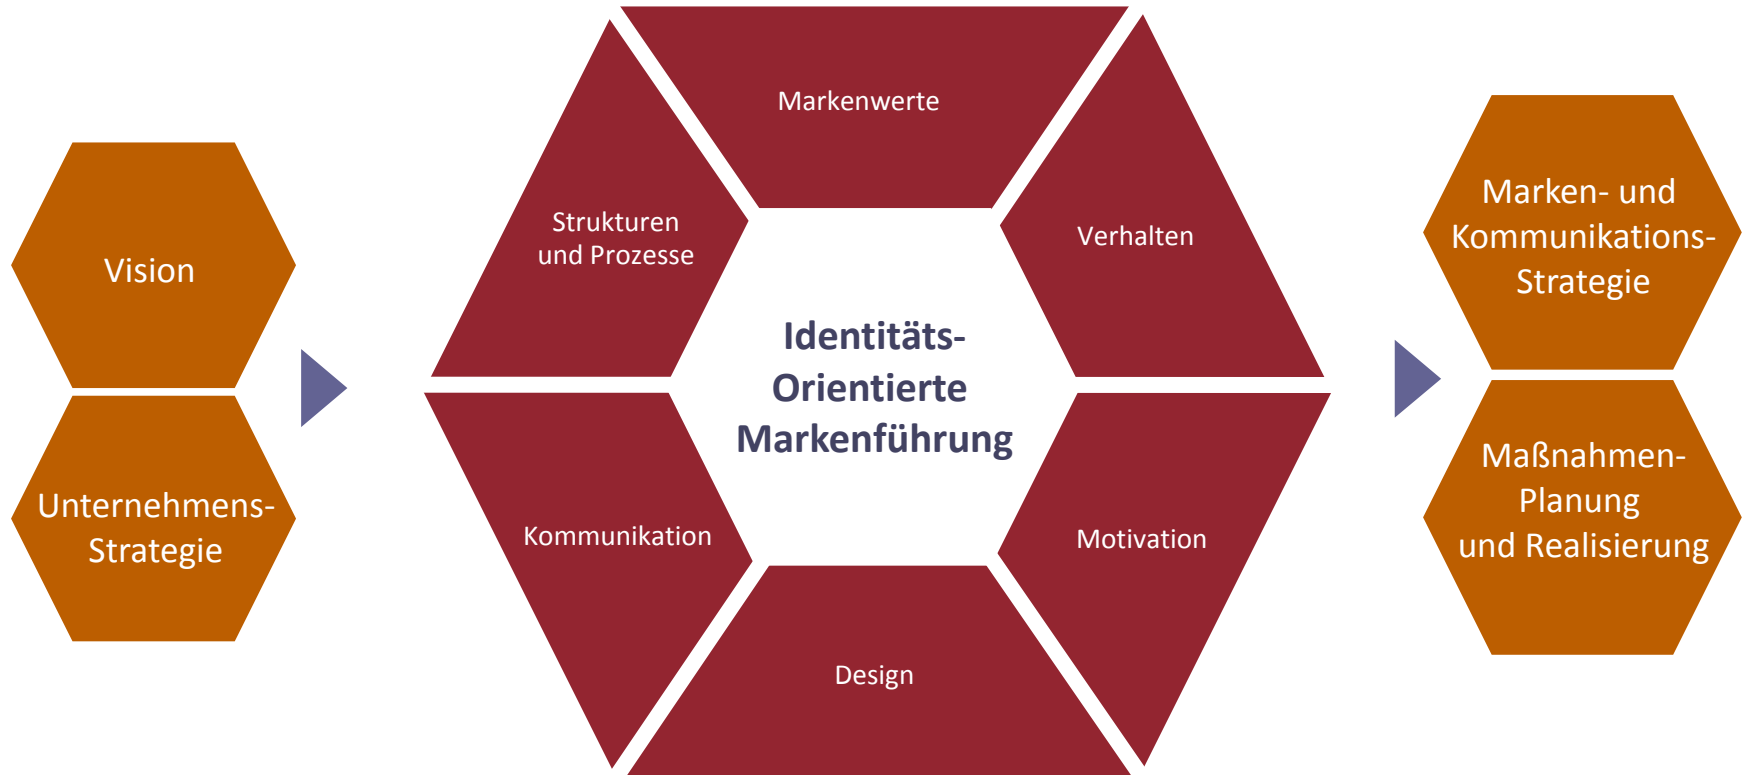 Vision
Unternehmens-
Strategie
Markenwerte
Strukturen
und Prozesse
Verhalten
Identitäts-
Orientierte
Markenführung
Kommunikation
Motivation
Design
Marken- und
Kommunikations-
Strategie
Maßnahmen-
Planung
und Realisierung